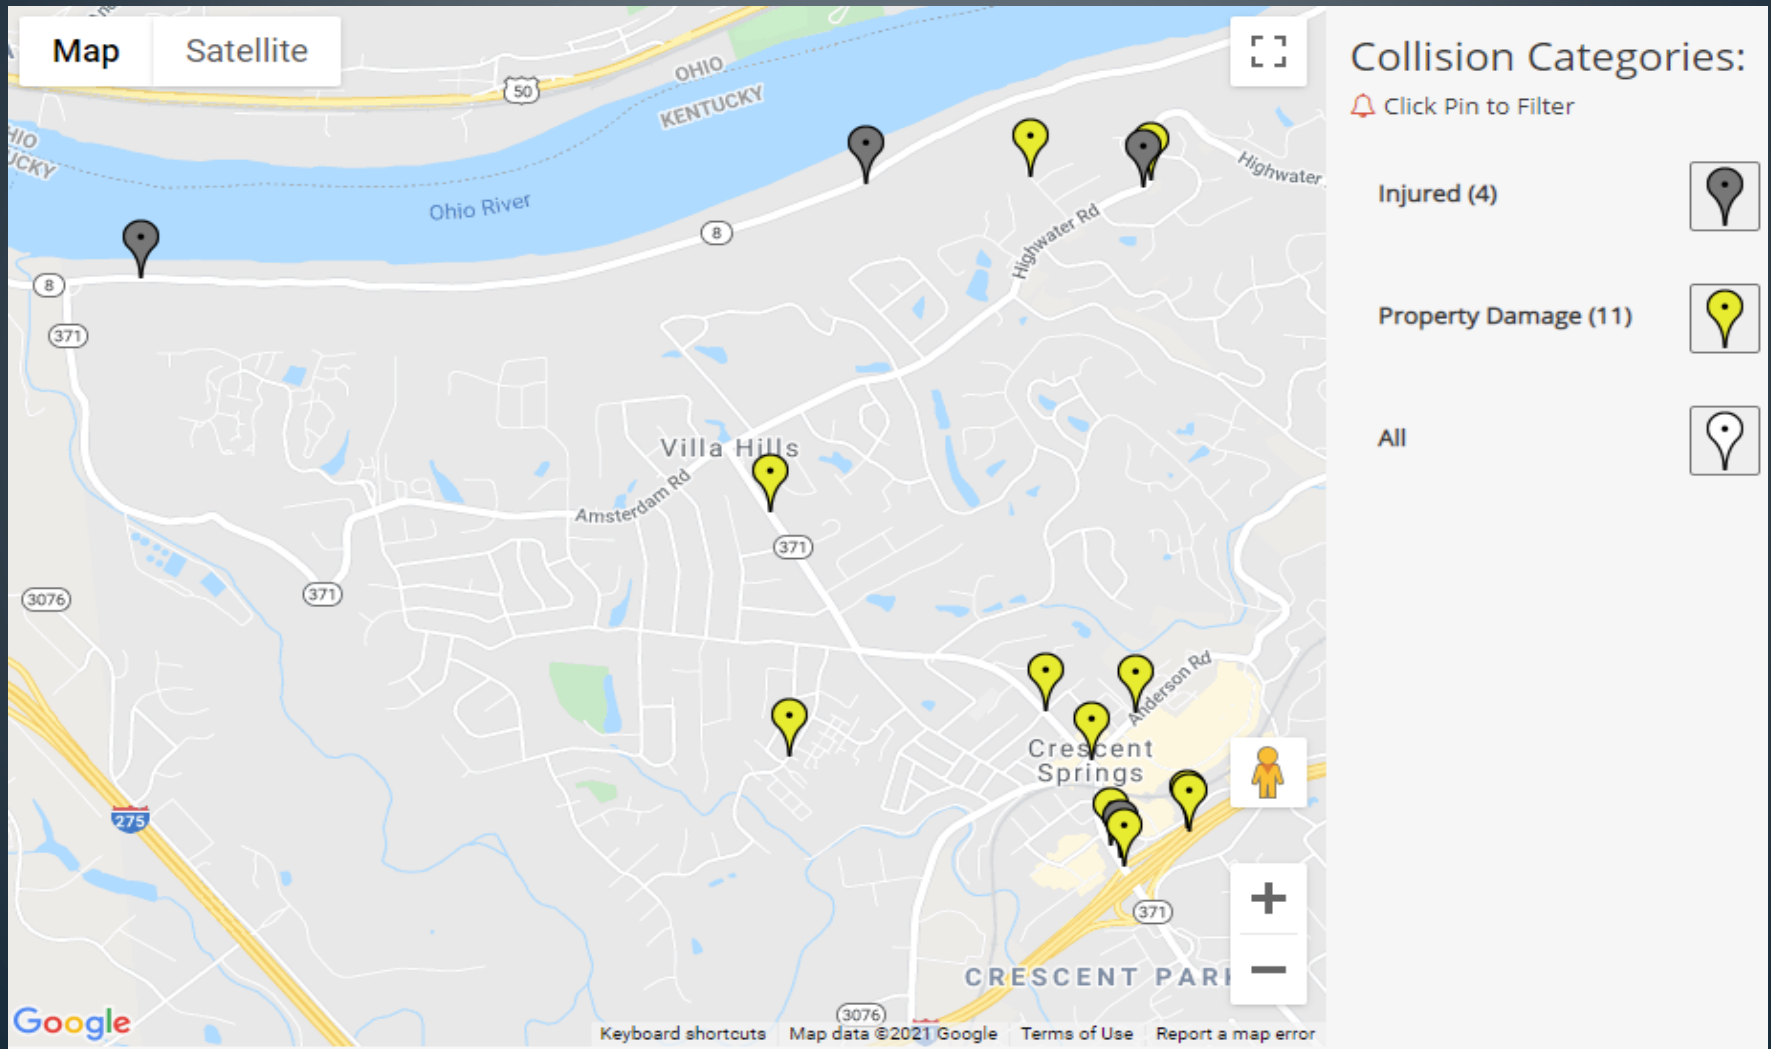 Map
Satellite
50
OHIO
KENTUCKY
HIO
UCKY
Ohio River
8
8
371
Highwater Rd
Highwater
Villa Hills
Amsterdam Rd
371
371
3076
Anderson Rd
Crescent
Springs
275
371
CRESCENT PARK
3076
Google
Keyboard shortcuts
Map data ©2021 Google
Terms of Use
Report a map error
Collision Categories:
Click Pin to Filter
Injured (4)
Property Damage (11)
All